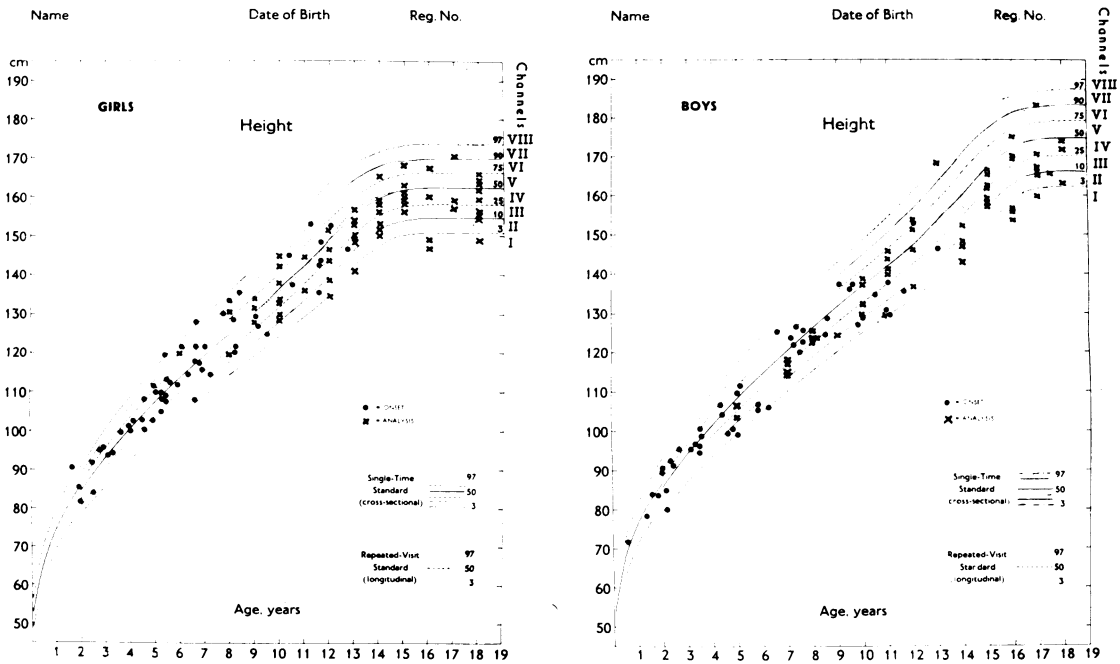 Name Date of Birth Reg. No.
cm
Channels
190
180
170
160
150
140
130
120
110
100
90
80
70
60
50
GIRLS
Height
97 VIII
90 VII
75 VI
50 V
25 IV
10 III
3 II
I
● = ONSET
✖ = ANALYSIS
Single-Time 97
Standard 50
(cross-sectional) 3
Repeated-Visit 97
Standard 50
(longitudinal) 3
Age, years
1 2 3 4 5 6 7 8 9 10 11 12 13 14 15 16 17 18 19
Name Date of Birth Reg. No.
cm
Channels
190
180
170
160
150
140
130
120
110
100
90
80
70
60
50
BOYS
Height
97 VIII
90 VII
75 VI
50 V
25 IV
10 III
3 II
I
● = ONSET
✖ = ANALYSIS
Single-Time 97
Standard 50
(cross-sectional) 3
Repeated-Visit 97
Standard 50
(longitudinal) 3
Age, years
1 2 3 4 5 6 7 8 9 10 11 12 13 14 15 16 17 18 19